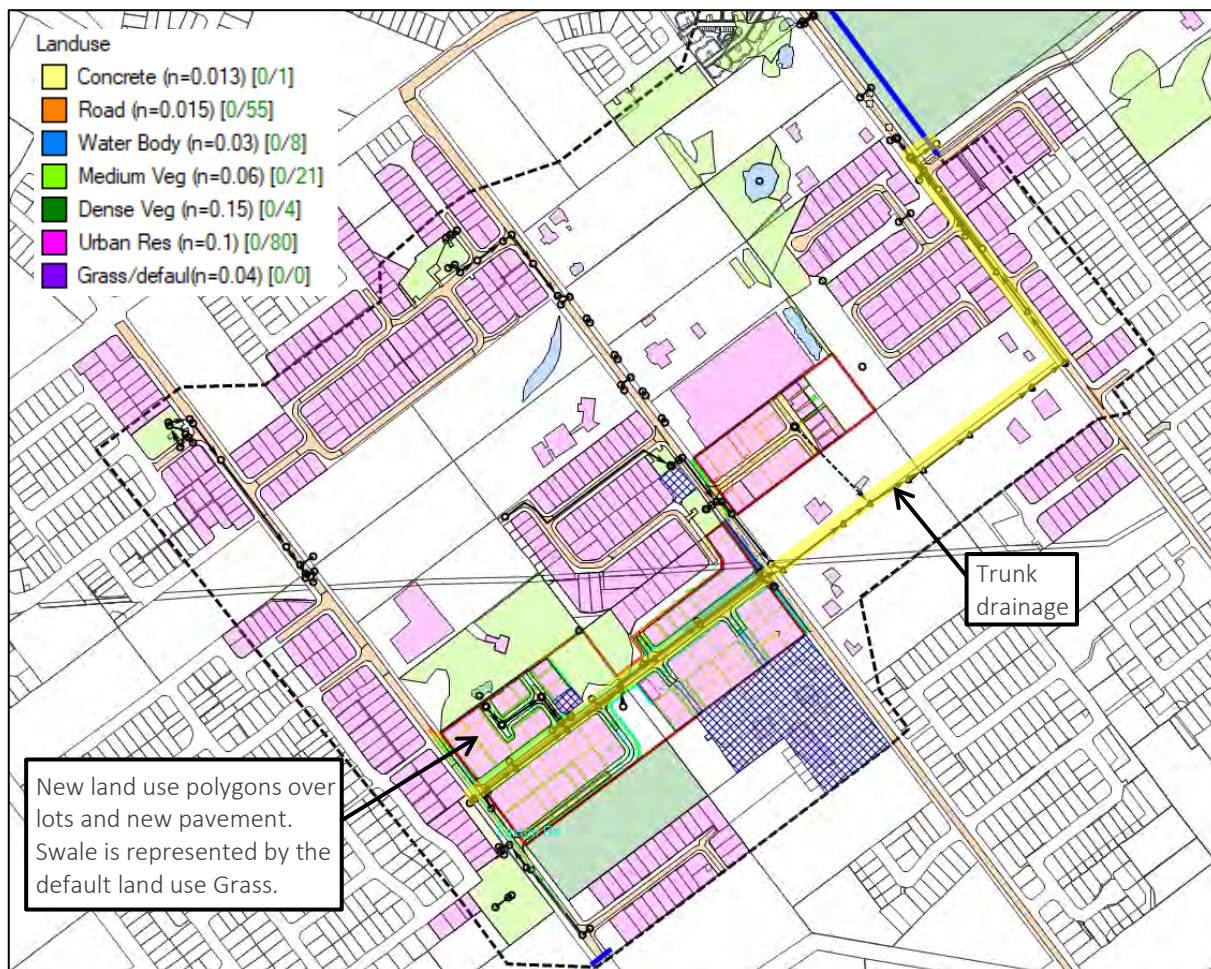 Landuse
Concrete (n=0.013) [0/1]
Road (n=0.015) [0/55]
Water Body (n=0.03) [0/8]
Medium Veg (n=0.06) [0/21]
Dense Veg (n=0.15) [0/4]
Urban Res (n=0.1) [0/80]
Grass/defaul(n=0.04) [0/0]
Trunk
drainage
New land use polygons over
lots and new pavement.
Swale is represented by the
default land use Grass.